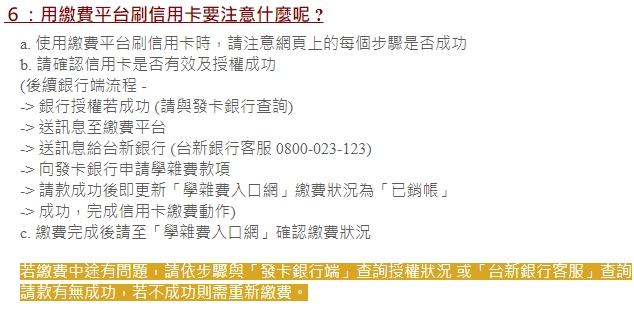 ６：用繳費平台刷信用卡要注意什麼呢？
a. 使用繳費平台刷信用卡時，請注意網頁上的每個步驟是否成功
b. 請確認信用卡是否有效及授權成功
(後續銀行端流程 -
-> 銀行授權若成功 (請與發卡銀行查詢)
-> 送訊息至繳費平台
-> 送訊息給台新銀行 (台新銀行客服 0800-023-123)
-> 向發卡銀行申請學雜費款項
-> 請款成功後即更新「學雜費入口網」繳費狀況為「已銷帳」
-> 成功，完成信用卡繳費動作)
c. 繳費完成後請至「學雜費入口網」確認繳費狀況
若繳費中途有問題，請依步驟與「發卡銀行端」查詢授權狀況 或「台新銀行客服」查詢
請款有無成功，若不成功則需重新繳費。